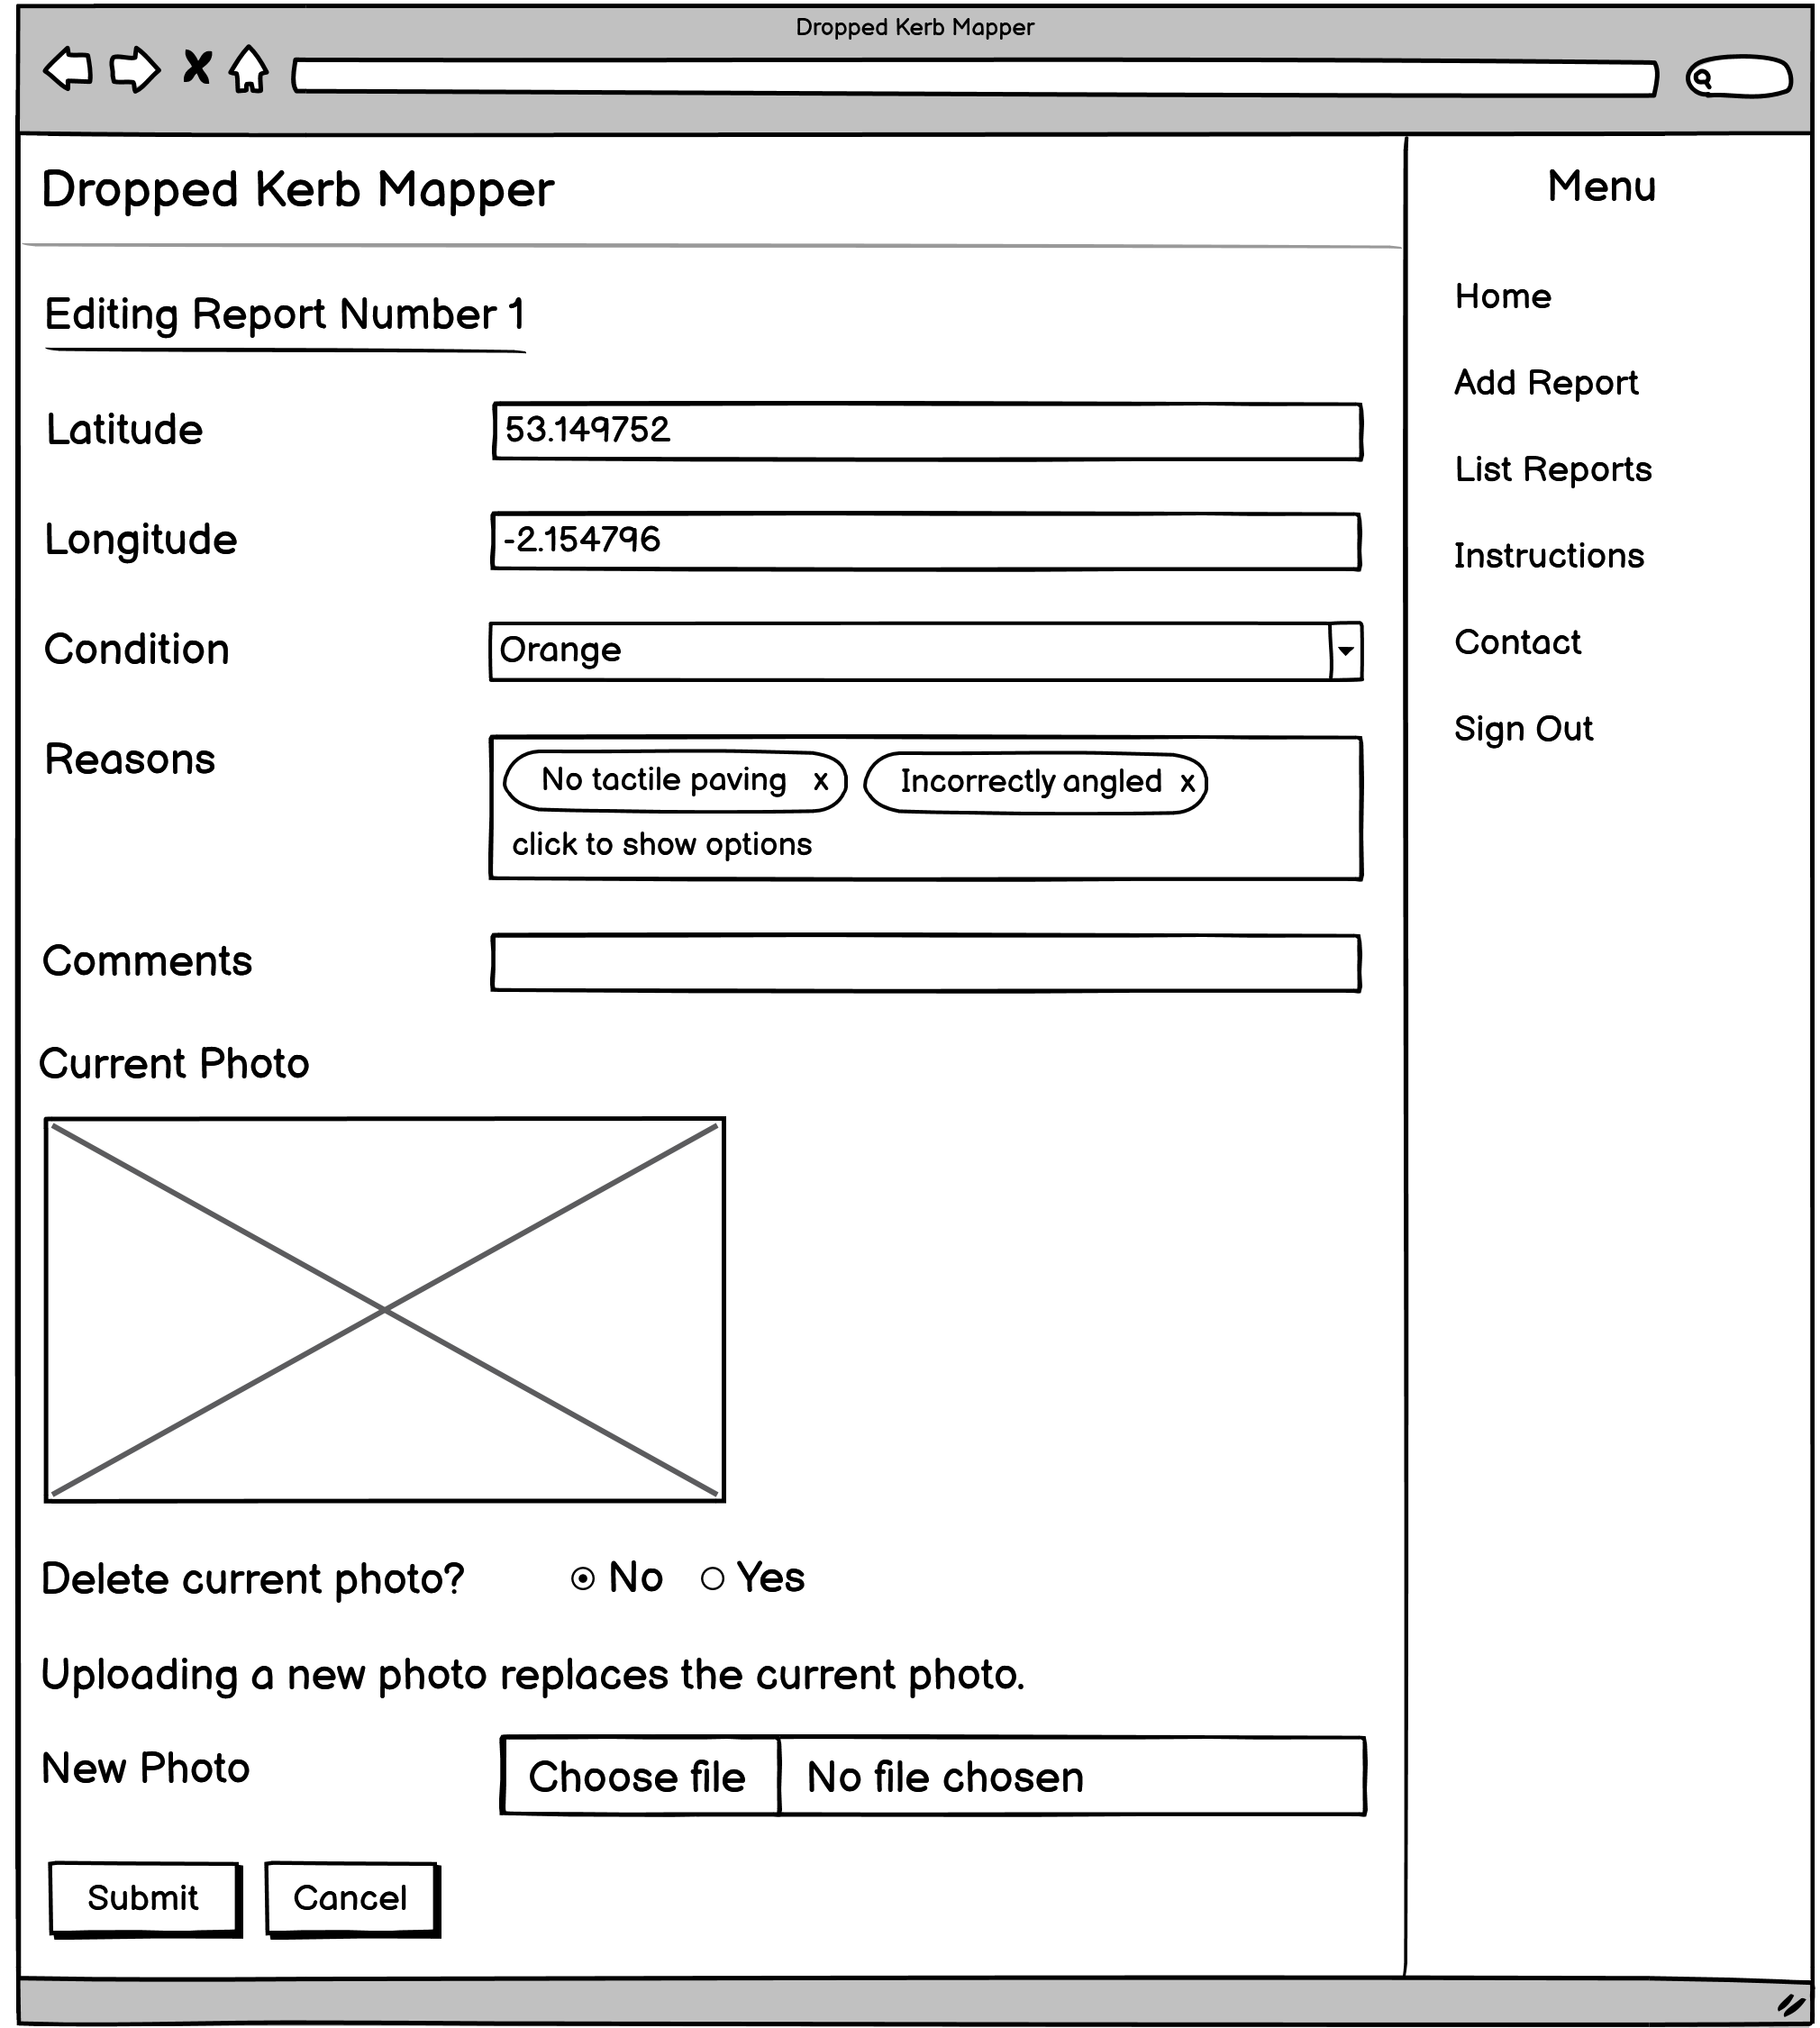 Dropped Kerb Mapper
Dropped Kerb Mapper
Editing Report Number 1
Latitude 53.149752
Longitude -2.154796
Condition Orange
Reasons No tactile paving x Incorrectly angled x
click to show options
Comments
Current Photo
Delete current photo? No Yes
Uploading a new photo replaces the current photo.
New Photo Choose file No file chosen
Submit Cancel
Menu
Home
Add Report
List Reports
Instructions
Contact
Sign Out